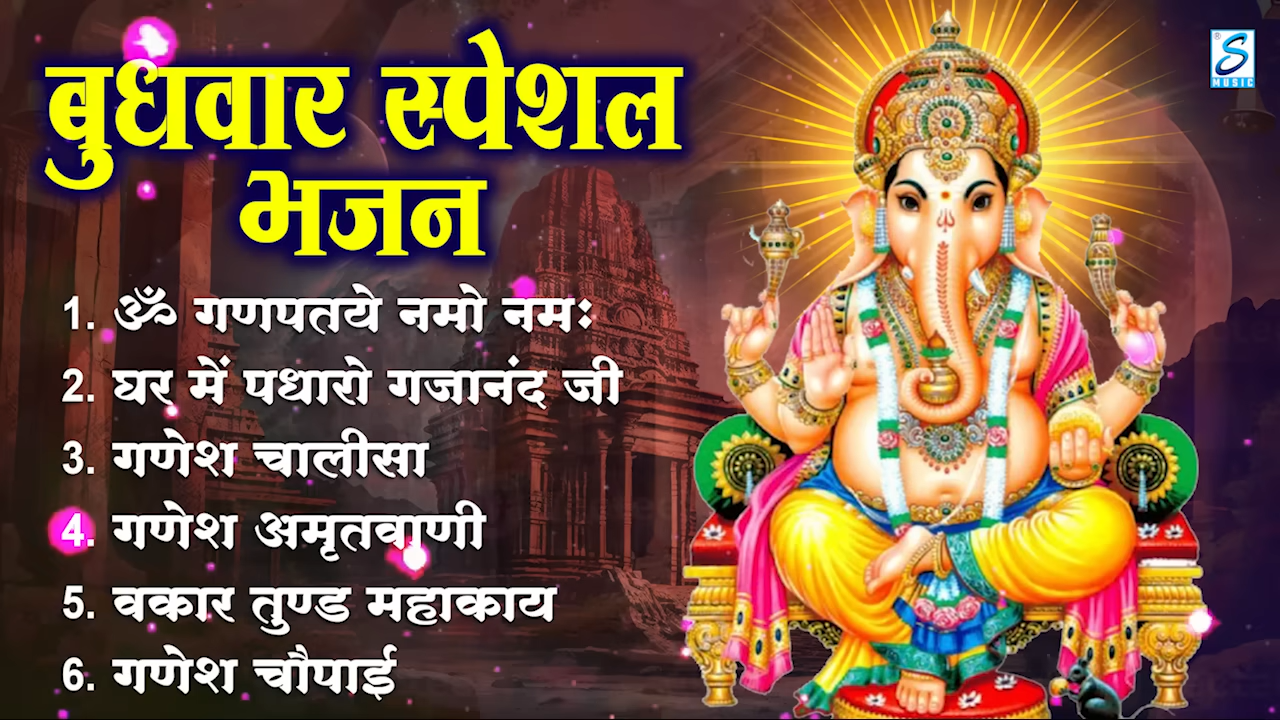 बुधवार स्पेशल
भजन
1. ॐ गणपतये नमो नमः
2. घर में पधारो गजानंद जी
3. गणेश चालीसा
4. गणेश अमृतवाणी
5. वकार तुण्ड महाकाय
6. गणेश चौपाई
® S
MUSIC